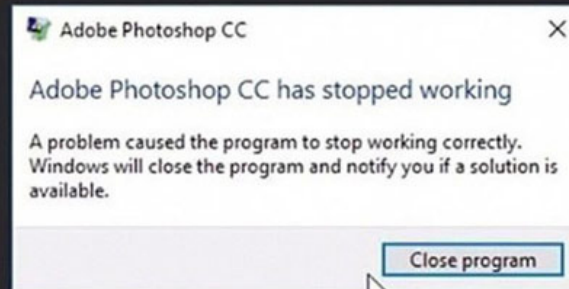 Adobe Photoshop CC
Adobe Photoshop CC has stopped working
A problem caused the program to stop working correctly.
Windows will close the program and notify you if a solution is
available.
Close program